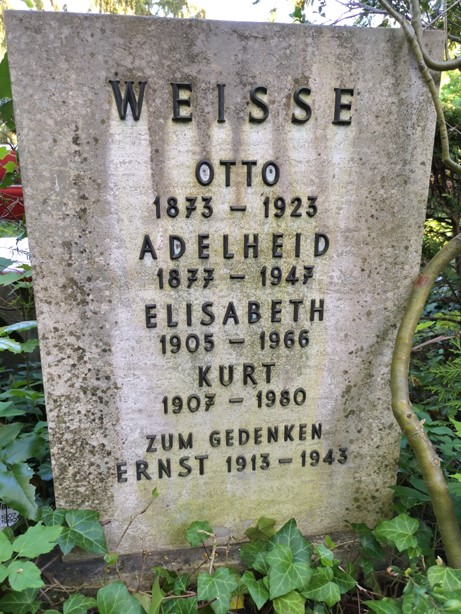 WEISSE
OTTO
1873 – 1923
ADELHEID
1877 – 1947
ELISABETH
1905 – 1966
KURT
1907 – 1980
ZUM GEDENKEN
ERNST 1913 – 1943